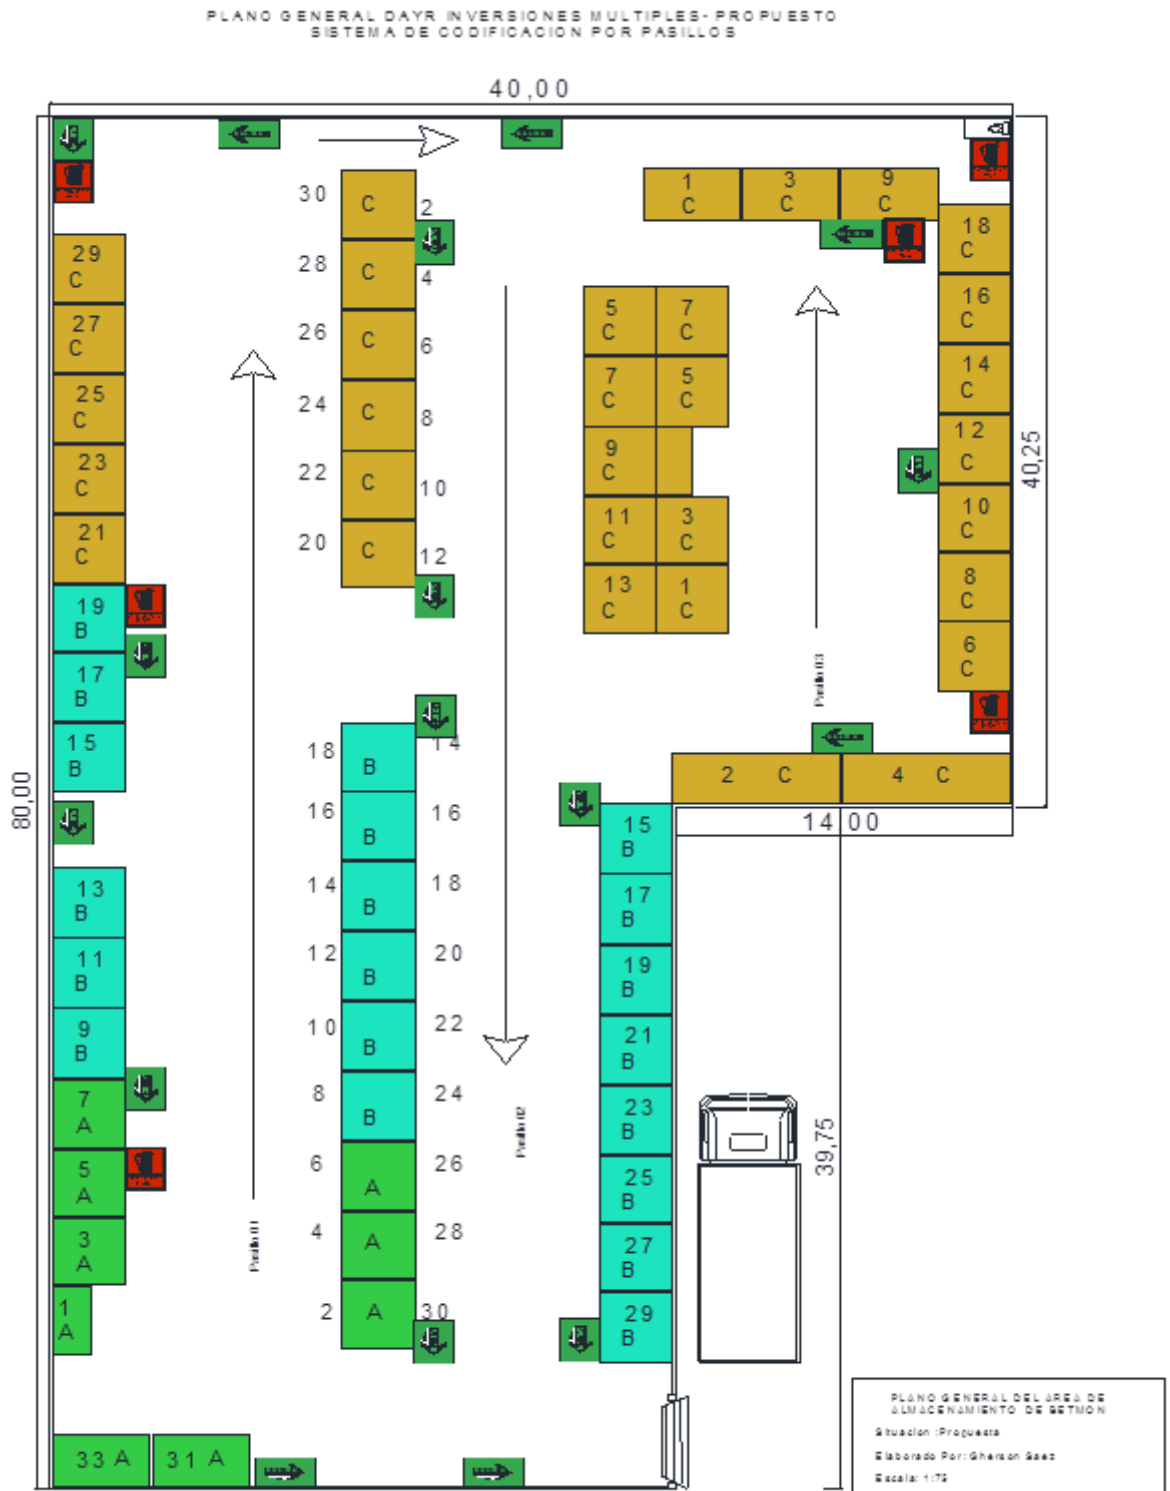 PLANO GENERAL DAYR INVERSIONES MULTIPLES- PROPUESTO
SISTEMA DE CODIFICACION POR PASILLOS
40,00
30 C 2
1 C
3 C
9 C
18 C
29 C
28 C 4
16 C
27 C
26 C 6
5 C
7 C
14 C
25 C
24 C 8
7 C
5 C
12 C
23 C
22 C 10
9 C
10 C
40,25
21 C
20 C 12
11 C
3 C
8 C
19 B
13 C
1 C
6 C
17 B
Pasillo 03
15 B
18 B 14
2 C
4 C
80,00
16 B 16
15 B
14,00
13 B
14 B 18
17 B
11 B
12 B 20
19 B
9 B
10 B 22
21 B
7 A
8 B 24
23 B
Pasillo 02
39,75
5 A
6 A 26
25 B
3 A
4 A 28
27 B
Pasillo 01
1 A
2 A 30
29 B
33 A
31 A
PLANO GENERAL DEL AREA DE
ALMACENAMIENTO DE BETMON
Situacion :Propuesta
Elaborado Por: Gherson Saez
Escala: 1:75